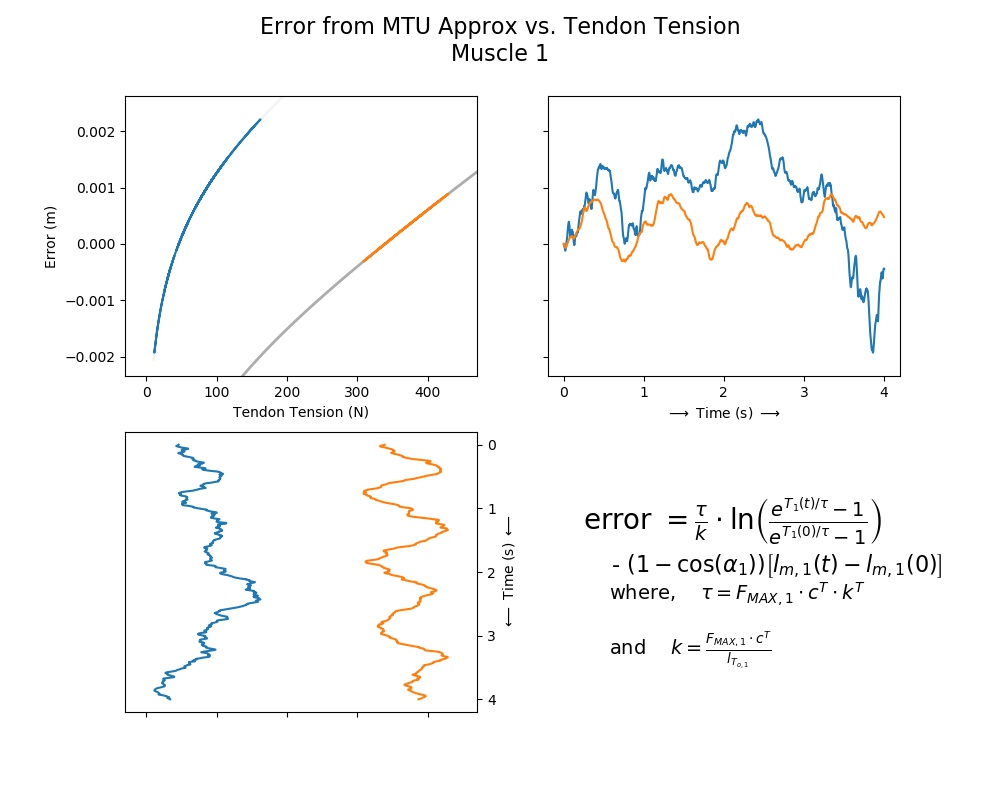 Error from MTU Approx vs. Tendon Tension
Muscle 1
0.002
0.001
0.000
−0.001
−0.002
Error (m)
0 100 200 300 400
Tendon Tension (N)
0 1 2 3 4
⟶ Time (s) ⟶
0
1
2
3
4
⟵ Time (s) ⟵
error = τ/k · ln((e^{T_1(t)/τ} − 1)/(e^{T_1(0)/τ} − 1))
- (1 − cos(α_1))[l_{m,1}(t) − l_{m,1}(0)]
where, τ = F_{MAX,1} · c^T · k^T
and k = (F_{MAX,1} · c^T)/l_{T_{o,1}}